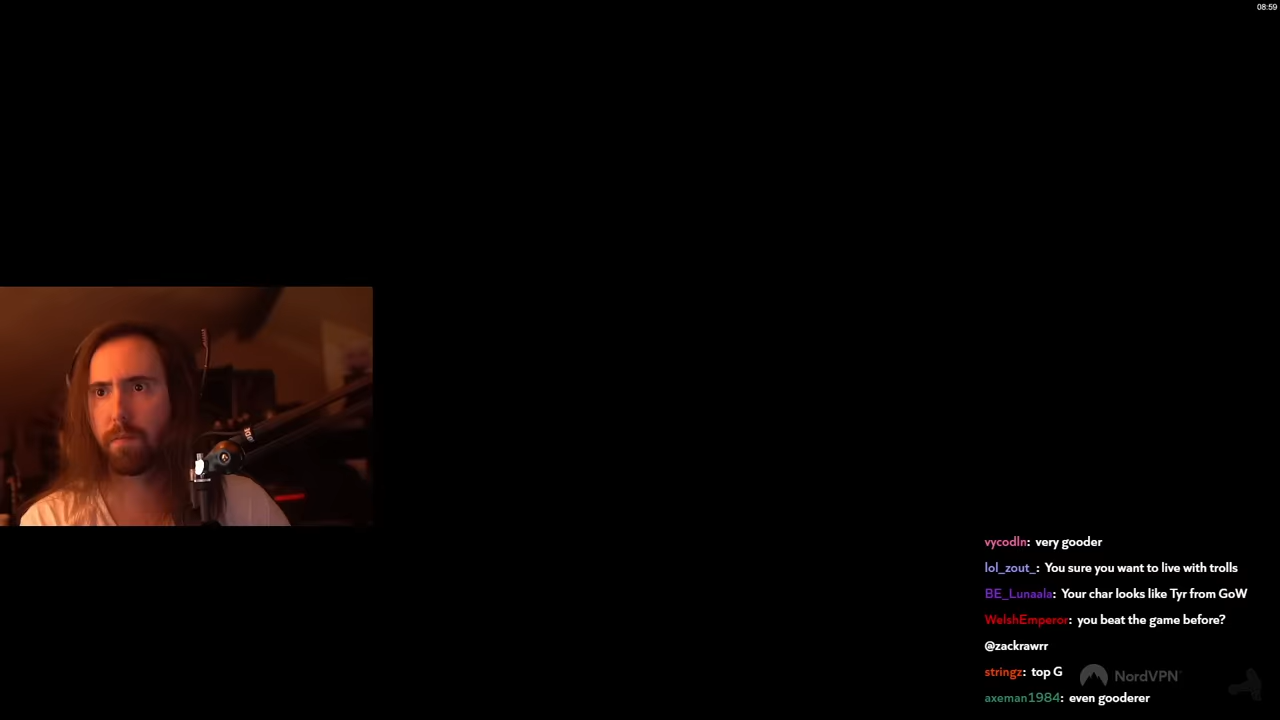 08:59
vycodln: very gooder
lol_zout_: You sure you want to live with trolls
BE_Lunaala: Your char looks like Tyr from GoW
WelshEmperor: you beat the game before?
@zackrawrr
stringz: top G
NordVPN
axeman1984: even gooderer